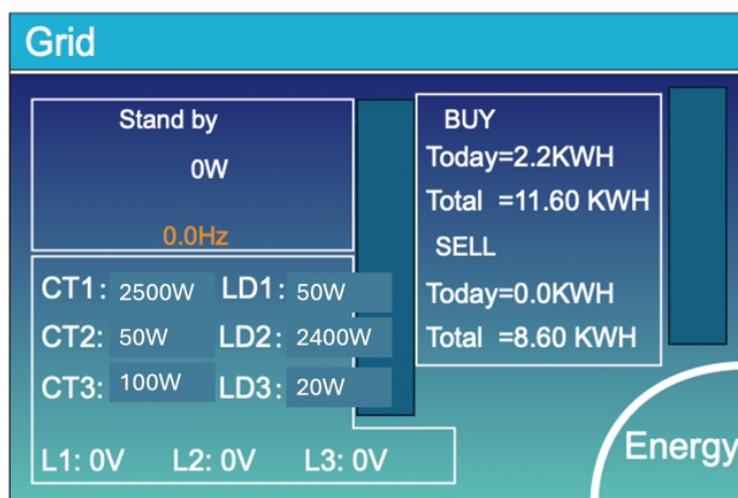 Grid
Stand by
0W
0.0Hz
CT1: 2500W LD1: 50W
CT2: 50W LD2: 2400W
CT3: 100W LD3: 20W
L1: 0V L2: 0V L3: 0V
BUY
Today=2.2KWH
Total =11.60 KWH
SELL
Today=0.0KWH
Total =8.60 KWH
Energy